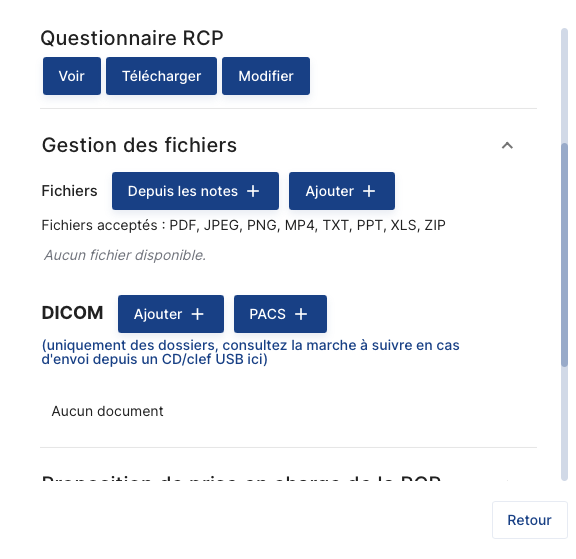 Questionnaire RCP
Voir Télécharger Modifier
Gestion des fichiers
Fichiers Depuis les notes + Ajouter +
Fichiers acceptés : PDF, JPEG, PNG, MP4, TXT, PPT, XLS, ZIP
Aucun fichier disponible.
DICOM Ajouter + PACS +
(uniquement des dossiers, consultez la marche à suivre en cas
d'envoi depuis un CD/clef USB ici)
Aucun document
Proposition de prise en charge de la RCP
Retour